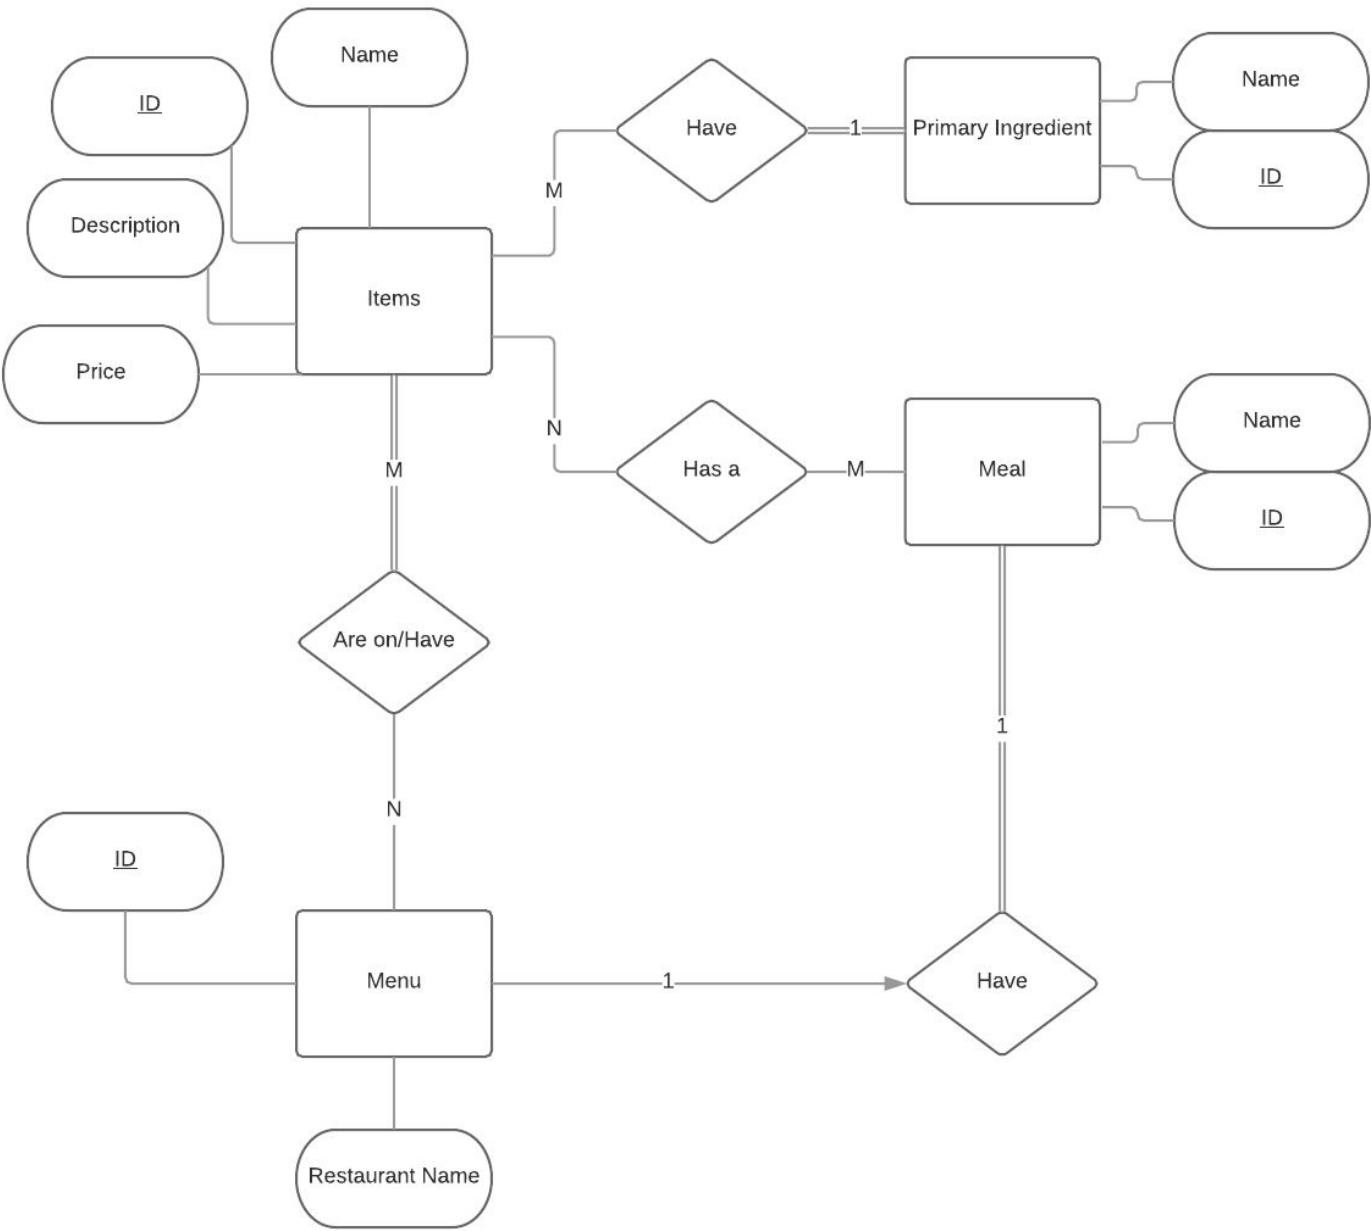 Name
ID
Have
1
Primary Ingredient
Name
ID
M
Description
Items
Price
N
Has a
M
Meal
Name
ID
M
Are on/Have
1
N
ID
Menu
1
Have
Restaurant Name